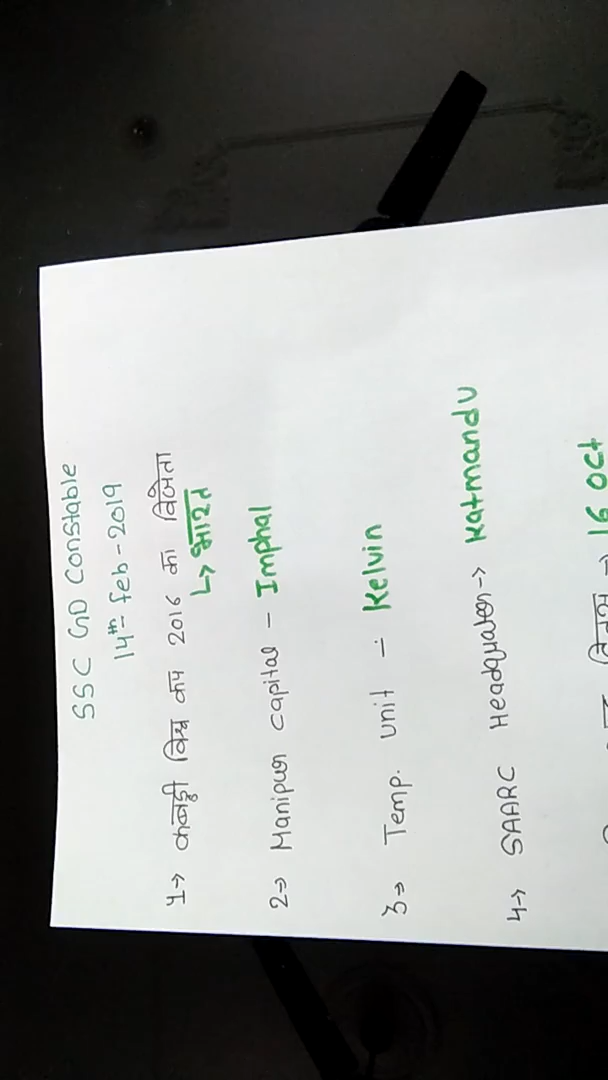 SSC GD Constable
14th feb-2019
1→ कबड्डी विश्व कप 2016 का विजेता
↳ भारत
2→ Manipur capital - Imphal
3→ Temp. unit ÷ Kelvin
4→ SAARC Headquater → Katmandu
दिवस → 16 Oct